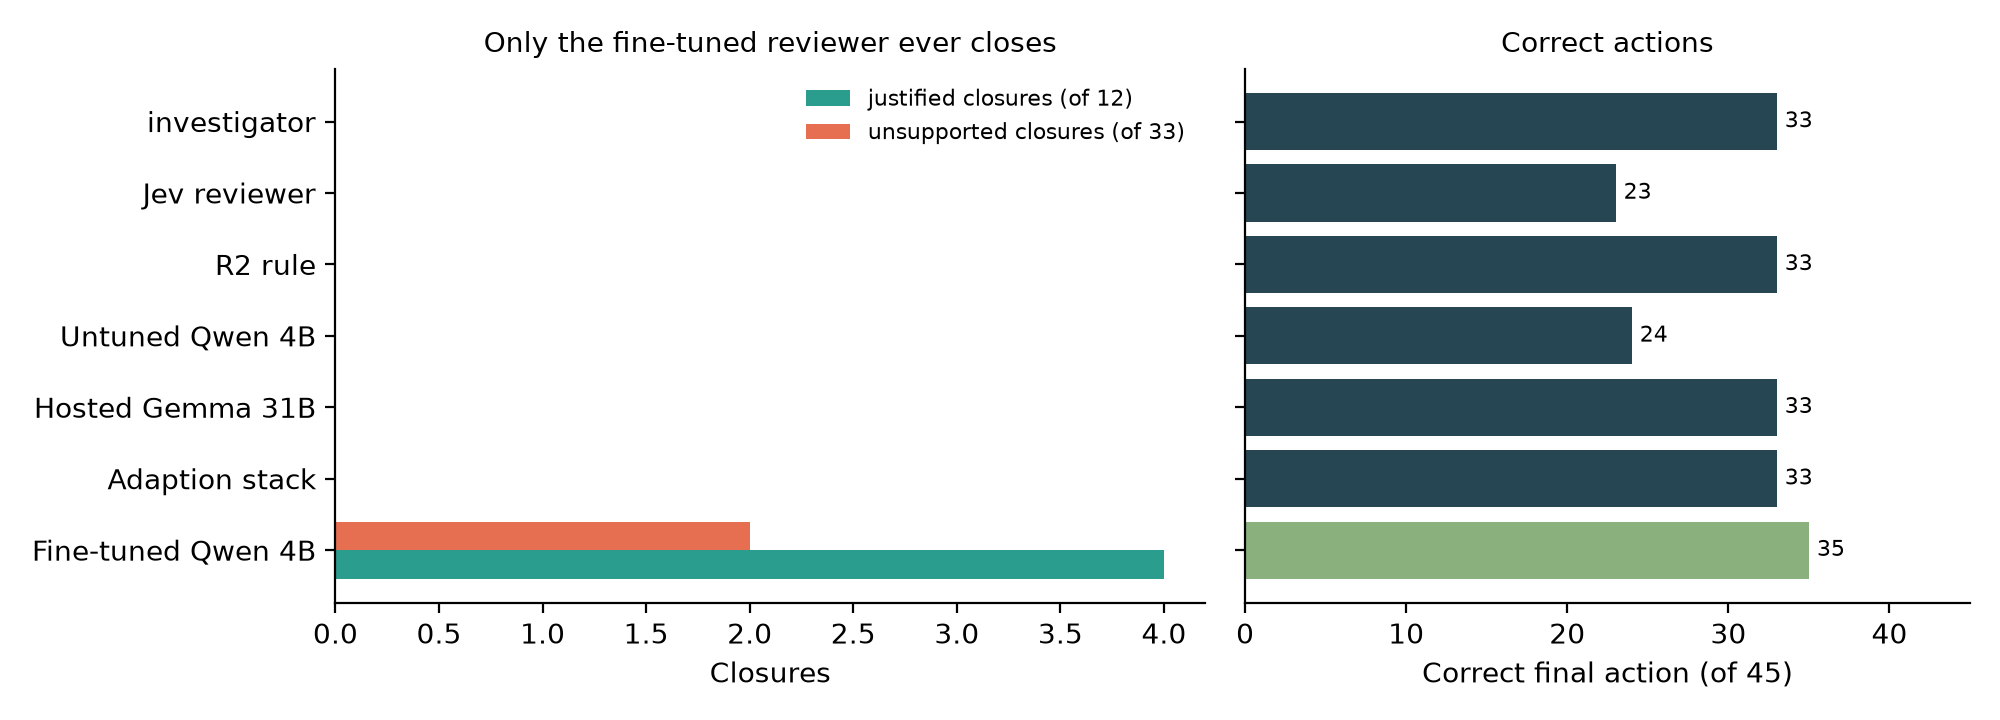 Only the fine-tuned reviewer ever closes
justified closures (of 12)
unsupported closures (of 33)
investigator
Jev reviewer
R2 rule
Untuned Qwen 4B
Hosted Gemma 31B
Adaption stack
Fine-tuned Qwen 4B
0.0 0.5 1.0 1.5 2.0 2.5 3.0 3.5 4.0
Closures
Correct actions
33
23
33
24
33
33
35
0 10 20 30 40
Correct final action (of 45)